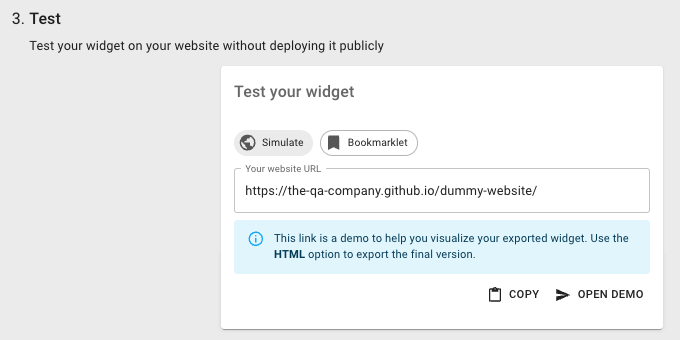 3. Test
Test your widget on your website without deploying it publicly
Test your widget
Simulate
Bookmarklet
Your website URL
https://the-qa-company.github.io/dummy-website/
This link is a demo to help you visualize your exported widget. Use the
HTML option to export the final version.
COPY
OPEN DEMO